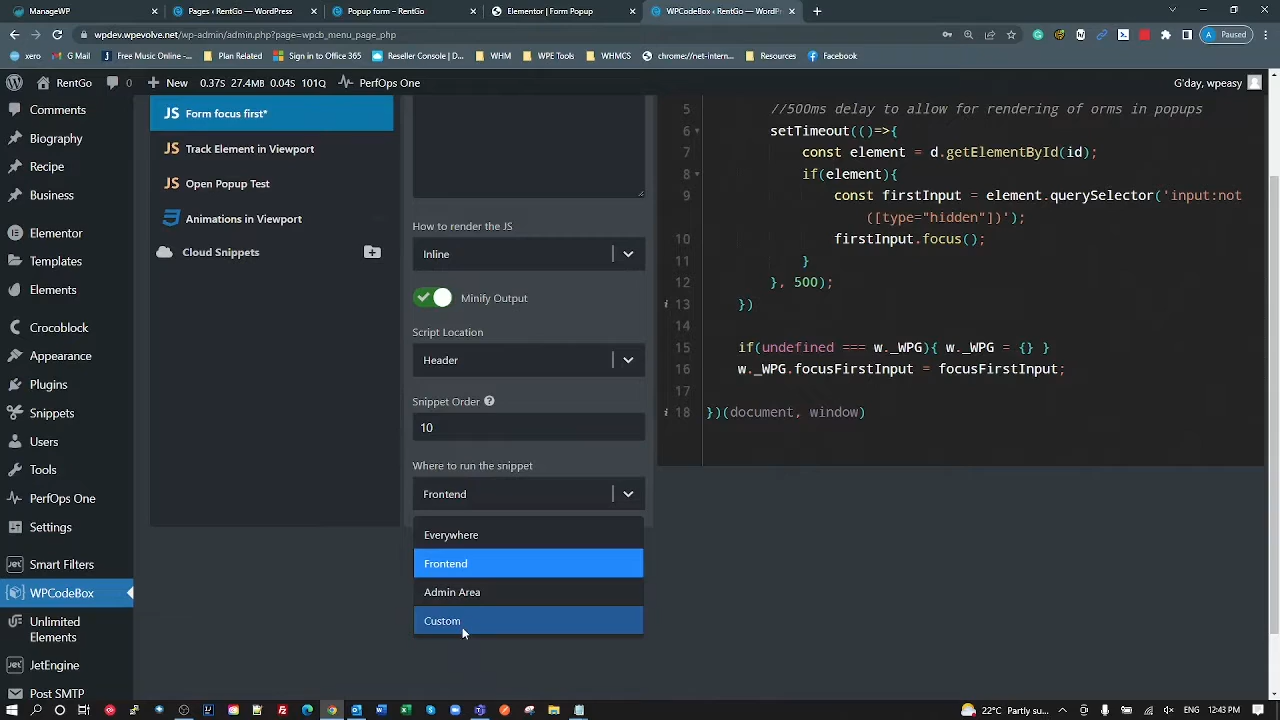 ManageWP
Pages ‹ RentGo — WordPress
Popup form – RentGo
Elementor | Form Popup
WPCodeBox ‹ RentGo — WordPr
wpdev.wpevolve.net/wp-admin/admin.php?page=wpcb_menu_page_php
Paused
xero
G Mail
Free Music Online -...
Plan Related
Sign in to Office 365
Reseller Console | D...
WHM
WPE Tools
WHMCS
chrome://net-intern...
Resources
Facebook
RentGo
0
New
0.37S 27.4MB 0.04S 101Q
PerfOps One
G'day, wpeasy
Comments
Biography
Recipe
Business
Elementor
Templates
Elements
Crocoblock
Appearance
Plugins
Snippets
Users
Tools
PerfOps One
Settings
Smart Filters
WPCodeBox
Unlimited
Elements
JetEngine
Post SMTP
JS Form focus first*
JS Track Element in Viewport
JS Open Popup Test
Animations in Viewport
Cloud Snippets
How to render the JS
Inline
Minify Output
Script Location
Header
Snippet Order
10
Where to run the snippet
Frontend
Everywhere
Frontend
Admin Area
Custom
5 //500ms delay to allow for rendering of orms in popups
6 setTimeout(()=>{
7 const element = d.getElementById(id);
8 if(element){
9 const firstInput = element.querySelector('input:not
([type="hidden"])');
10 firstInput.focus();
11 }
12 }, 500);
13 })
14
15 if(undefined === w._WPG){ w._WPG = {} }
16 w._WPG.focusFirstInput = focusFirstInput;
17
18 })(document, window)
22°C Partly su...
12:43 PM